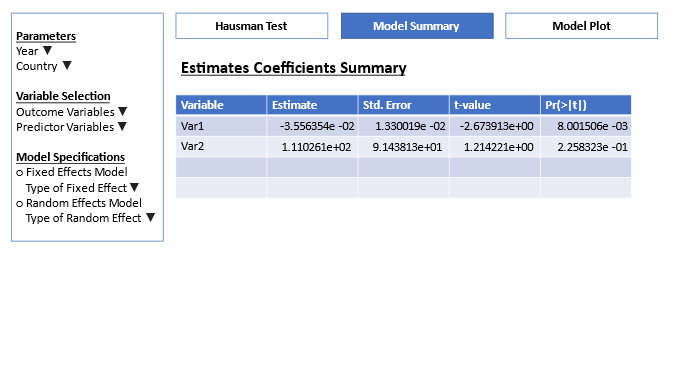 Parameters
Year ▼
Country ▼
Variable Selection
Outcome Variables ▼
Predictor Variables ▼
Model Specifications
o Fixed Effects Model
Type of Fixed Effect ▼
o Random Effects Model
Type of Random Effect ▼
Hausman Test Model Summary Model Plot
Estimates Coefficients Summary
Variable Estimate Std. Error t-value Pr(>|t|)
Var1 -3.556354e -02 1.330019e -02 -2.673913e+00 8.001506e -03
Var2 1.110261e+02 9.143813e+01 1.214221e+00 2.258323e -01